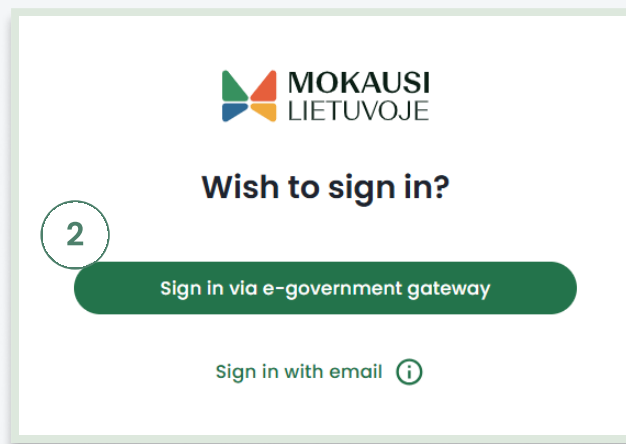 MOKAUSI
LIETUVOJE
Wish to sign in?
2
Sign in via e-government gateway
Sign in with email